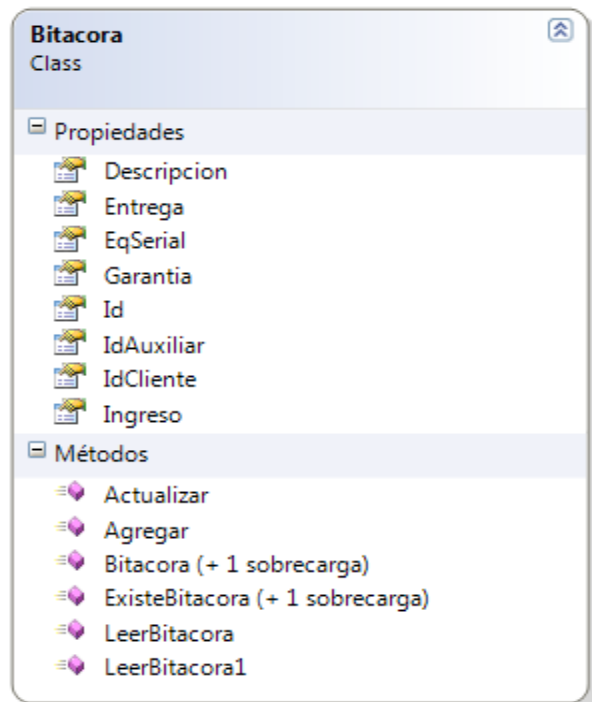 Bitacora
Class
Propiedades
Descripcion
Entrega
EqSerial
Garantia
Id
IdAuxiliar
IdCliente
Ingreso
Métodos
Actualizar
Agregar
Bitacora (+ 1 sobrecarga)
ExisteBitacora (+ 1 sobrecarga)
LeerBitacora
LeerBitacora1